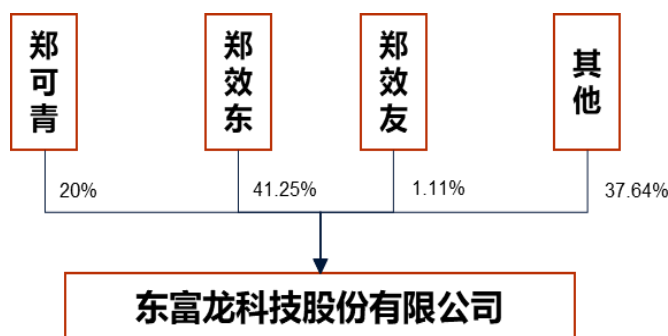 郑可青
郑效东
郑效友
其他
20%
41.25%
1.11%
37.64%
东富龙科技股份有限公司